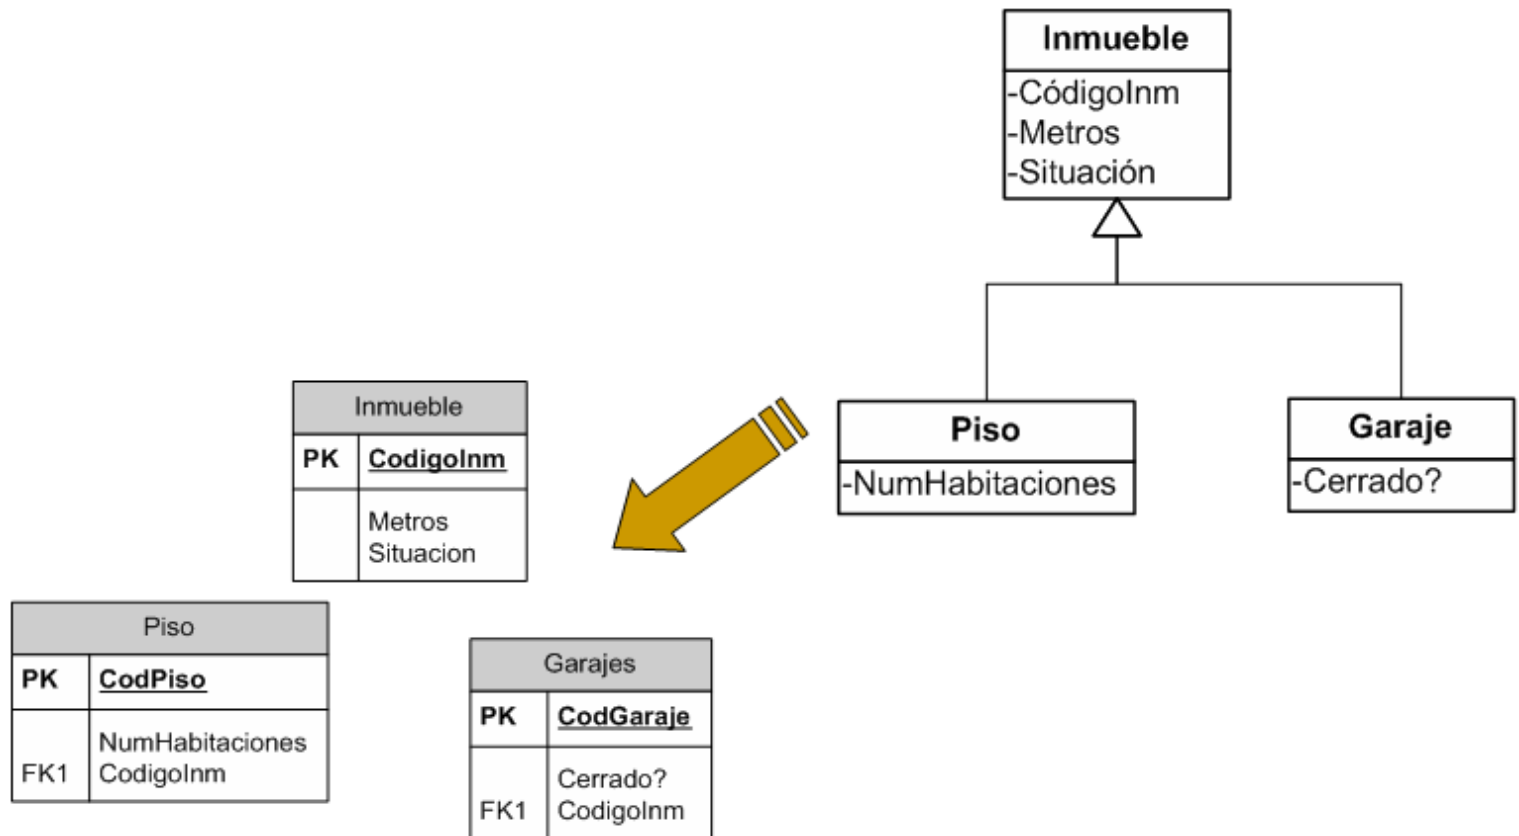 Inmueble
-CódigoInm
-Metros
-Situación
Piso
-NumHabitaciones
Garaje
-Cerrado?
Inmueble
PK CodigoInm
Metros
Situacion
Piso
PK CodPiso
NumHabitaciones
FK1 CodigoInm
Garajes
PK CodGaraje
Cerrado?
FK1 CodigoInm